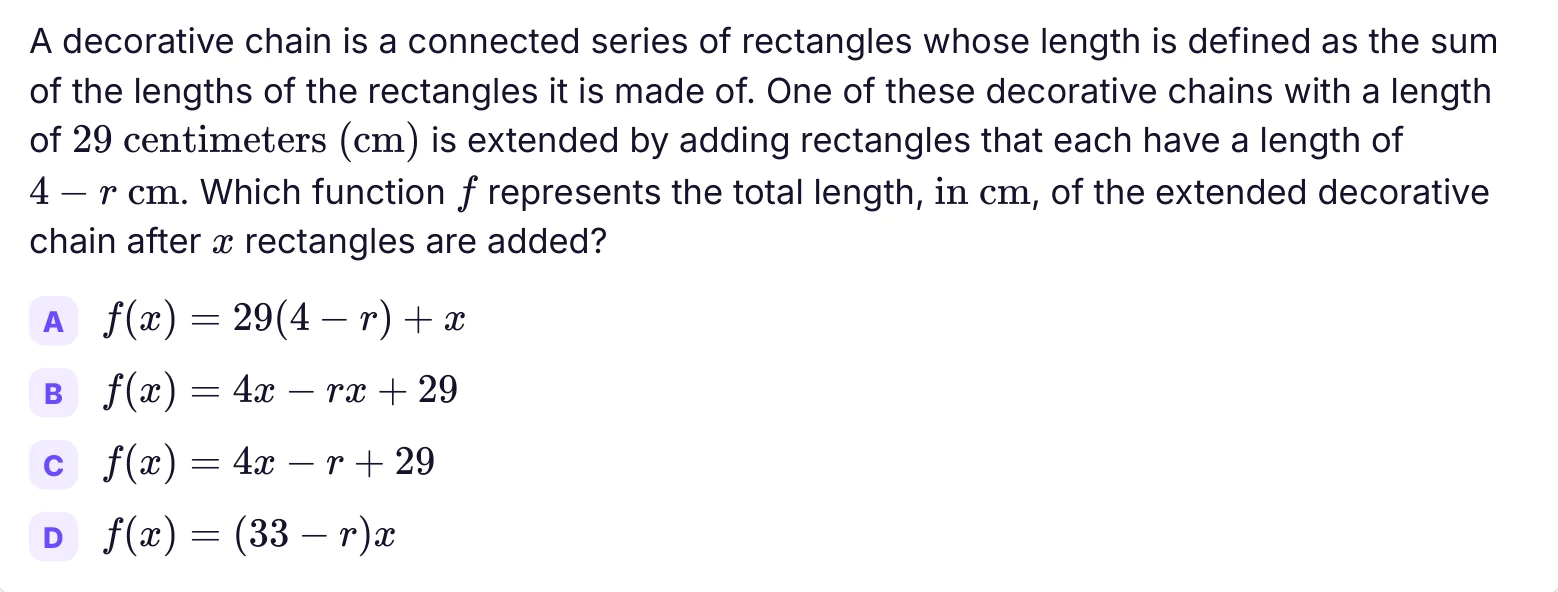 A decorative chain is a connected series of rectangles whose length is defined as the sum
of the lengths of the rectangles it is made of. One of these decorative chains with a length
of 29 centimeters (cm) is extended by adding rectangles that each have a length of
4 − r cm. Which function f represents the total length, in cm, of the extended decorative
chain after x rectangles are added?
A f(x) = 29(4 − r) + x
B f(x) = 4x − rx + 29
C f(x) = 4x − r + 29
D f(x) = (33 − r)x